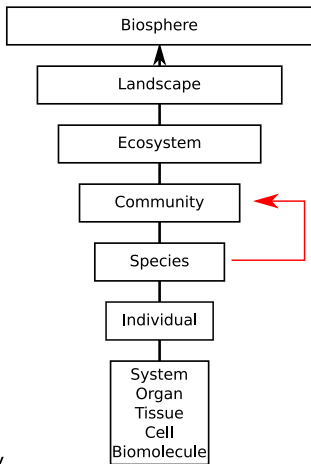 Biosphere
Landscape
Ecosystem
Community
Species
Individual
System
Organ
Tissue
Cell
Biomolecule